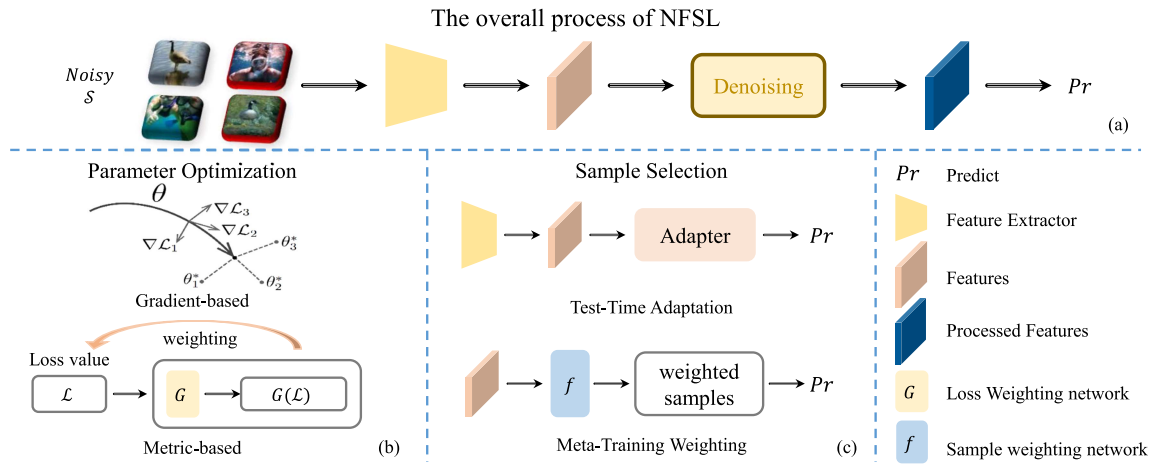 The overall process of NFSL
Noisy
S
Denoising
Pr
(a)
Parameter Optimization
θ
∇ℒ₃
∇ℒ₂
∇ℒ₁
θ₃*
θ₁*
θ₂*
Gradient-based
weighting
Loss value
ℒ
G
G(ℒ)
Metric-based
(b)
Sample Selection
Adapter
Pr
Test-Time Adaptation
f
weighted
samples
Pr
Meta-Training Weighting
(c)
Pr Predict
Feature Extractor
Features
Processed Features
G Loss Weighting network
f Sample weighting network